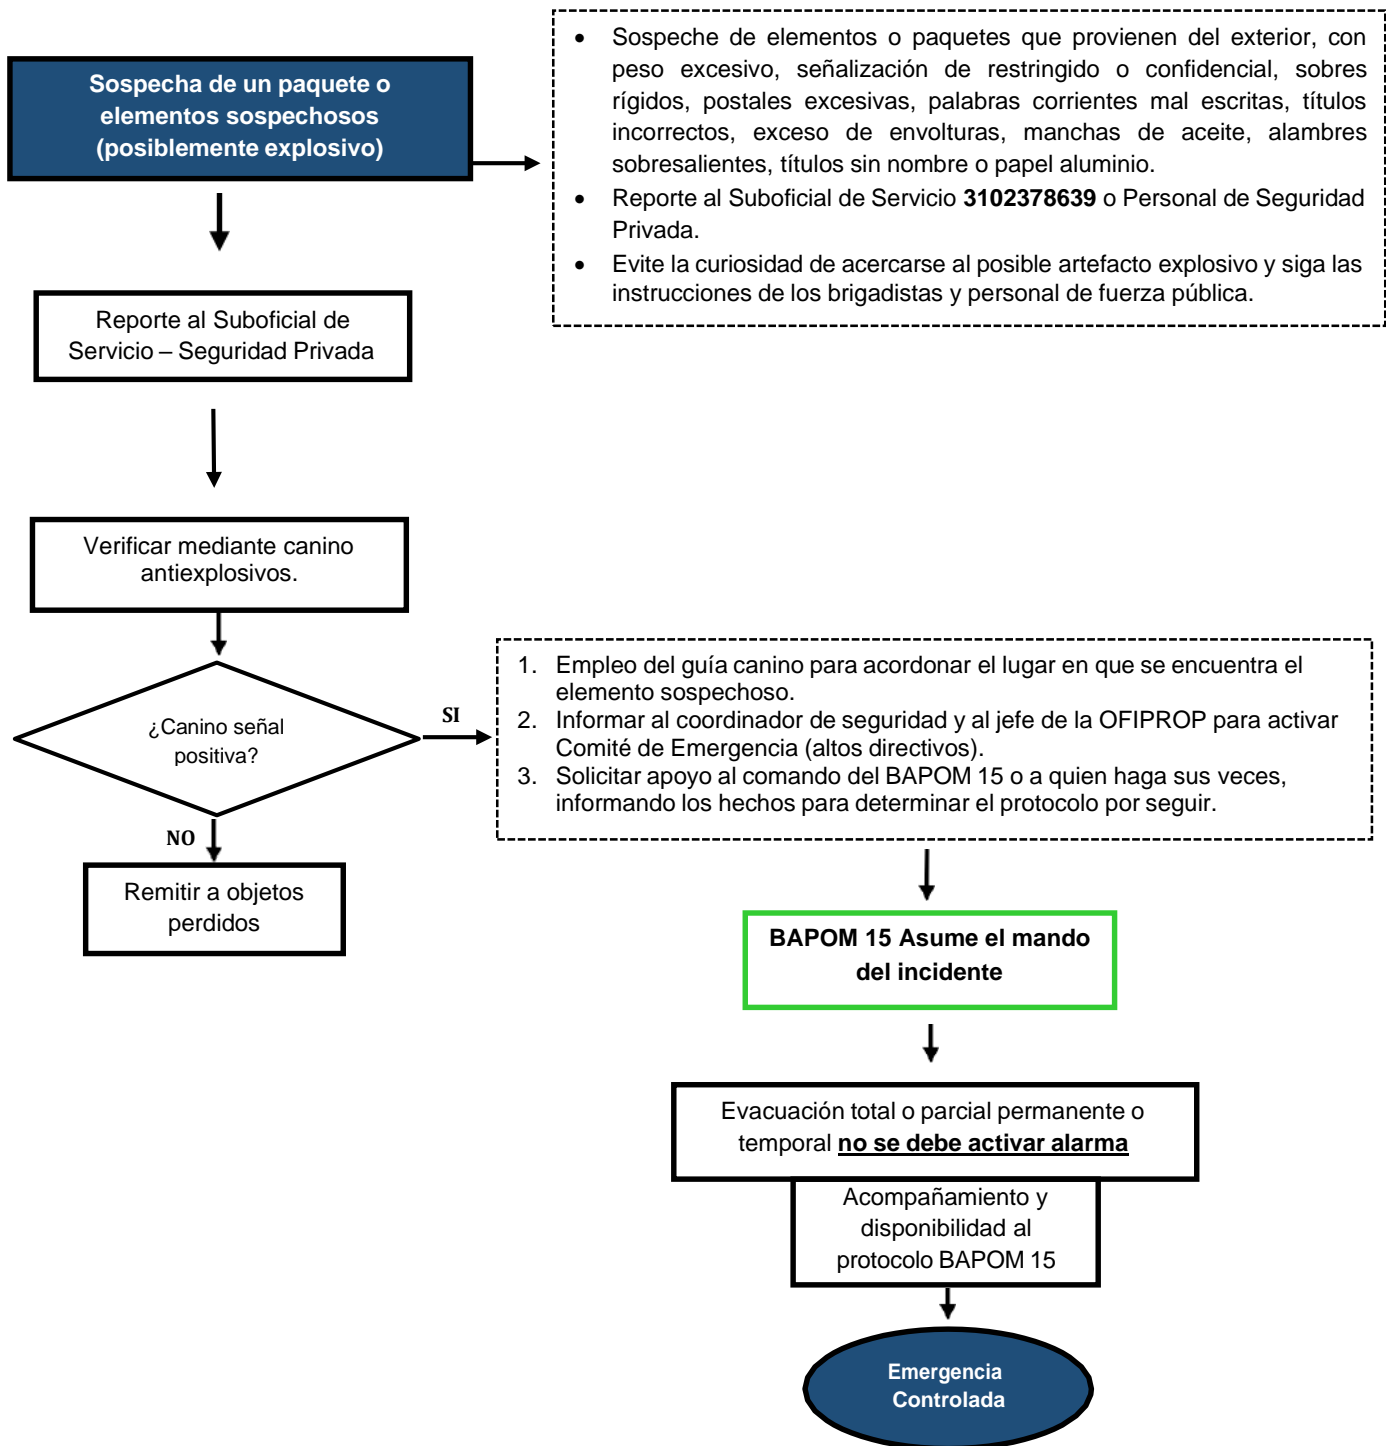 Sospecha de un paquete o
elementos sospechosos
(posiblemente explosivo)
• Sospeche de elementos o paquetes que provienen del exterior, con
peso excesivo, señalización de restringido o confidencial, sobres
rígidos, postales excesivas, palabras corrientes mal escritas, títulos
incorrectos, exceso de envolturas, manchas de aceite, alambres
sobresalientes, títulos sin nombre o papel aluminio.
• Reporte al Suboficial de Servicio 3102378639 o Personal de Seguridad
Privada.
• Evite la curiosidad de acercarse al posible artefacto explosivo y siga las
instrucciones de los brigadistas y personal de fuerza pública.
Reporte al Suboficial de
Servicio – Seguridad Privada
Verificar mediante canino
antiexplosivos.
¿Canino señal
positiva?
SI
1. Empleo del guía canino para acordonar el lugar en que se encuentra el
elemento sospechoso.
2. Informar al coordinador de seguridad y al jefe de la OFIPROP para activar
Comité de Emergencia (altos directivos).
3. Solicitar apoyo al comando del BAPOM 15 o a quien haga sus veces,
informando los hechos para determinar el protocolo por seguir.
NO
Remitir a objetos
perdidos
BAPOM 15 Asume el mando
del incidente
Evacuación total o parcial permanente o
temporal no se debe activar alarma
Acompañamiento y
disponibilidad al
protocolo BAPOM 15
Emergencia
Controlada